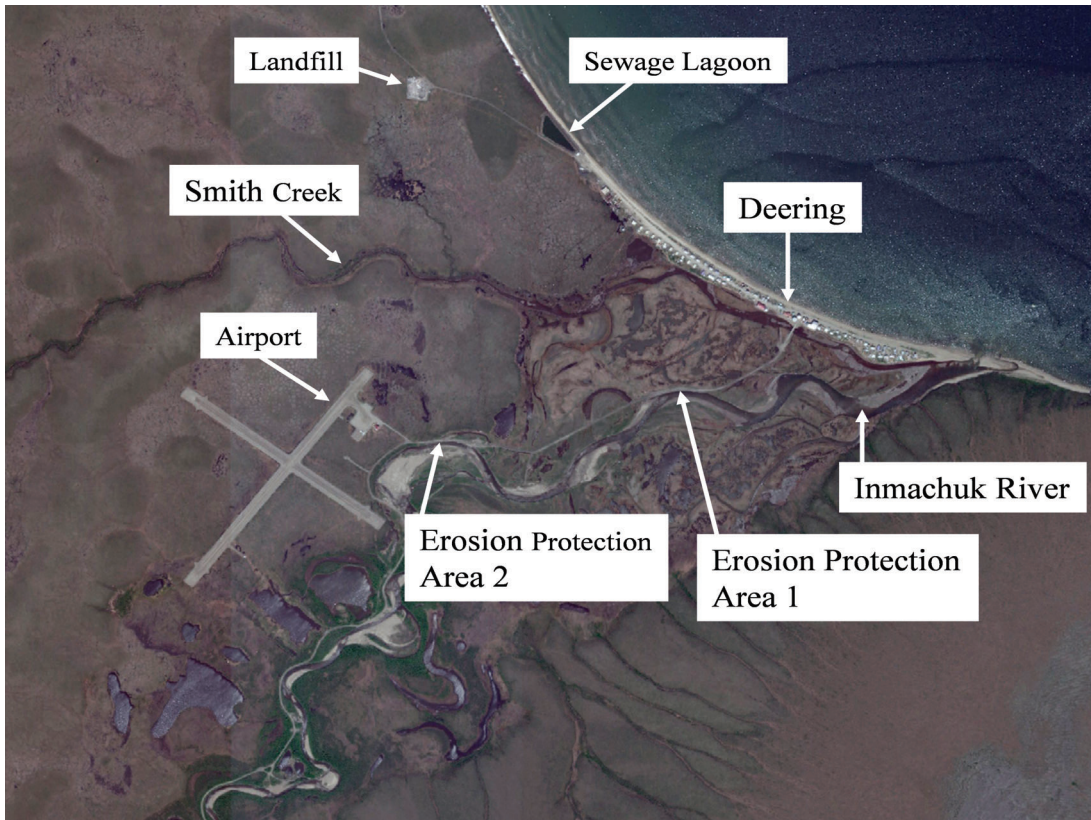 Landfill
Sewage Lagoon
Smith Creek
Deering
Airport
Inmachuk River
Erosion Protection
Area 2
Erosion Protection
Area 1